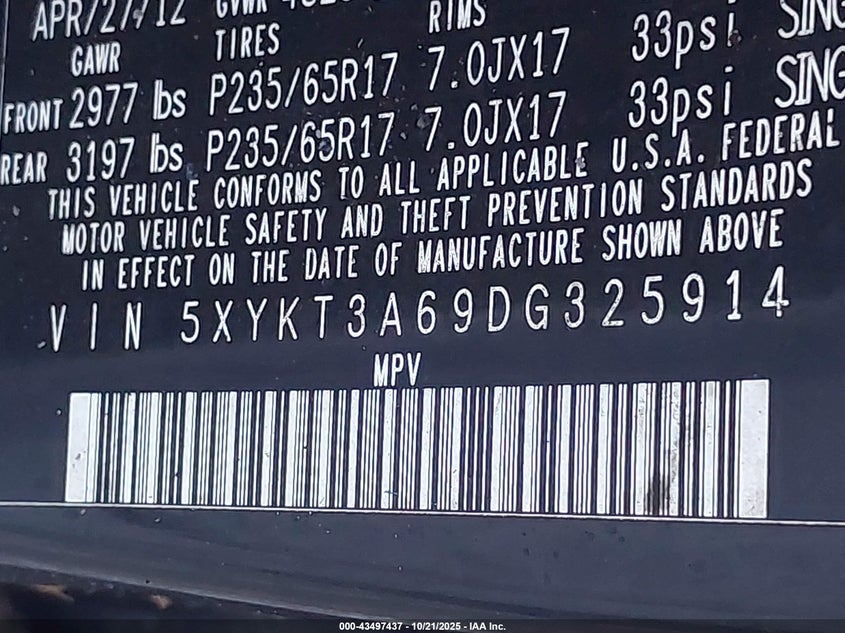 APR/27/12 GVWR RIMS
GAWR TIRES
FRONT 2977 lbs P235/65R17 7.0JX17 33psi
REAR 3197 lbs P235/65R17 7.0JX17 33psi
THIS VEHICLE CONFORMS TO ALL APPLICABLE U.S.A. FEDERAL
MOTOR VEHICLE SAFETY AND THEFT PREVENTION STANDARDS
IN EFFECT ON THE DATE OF MANUFACTURE SHOWN ABOVE
VIN 5XYKT3A69DG325914
MPV
000-43497437 - 10/21/2025 - IAA Inc.